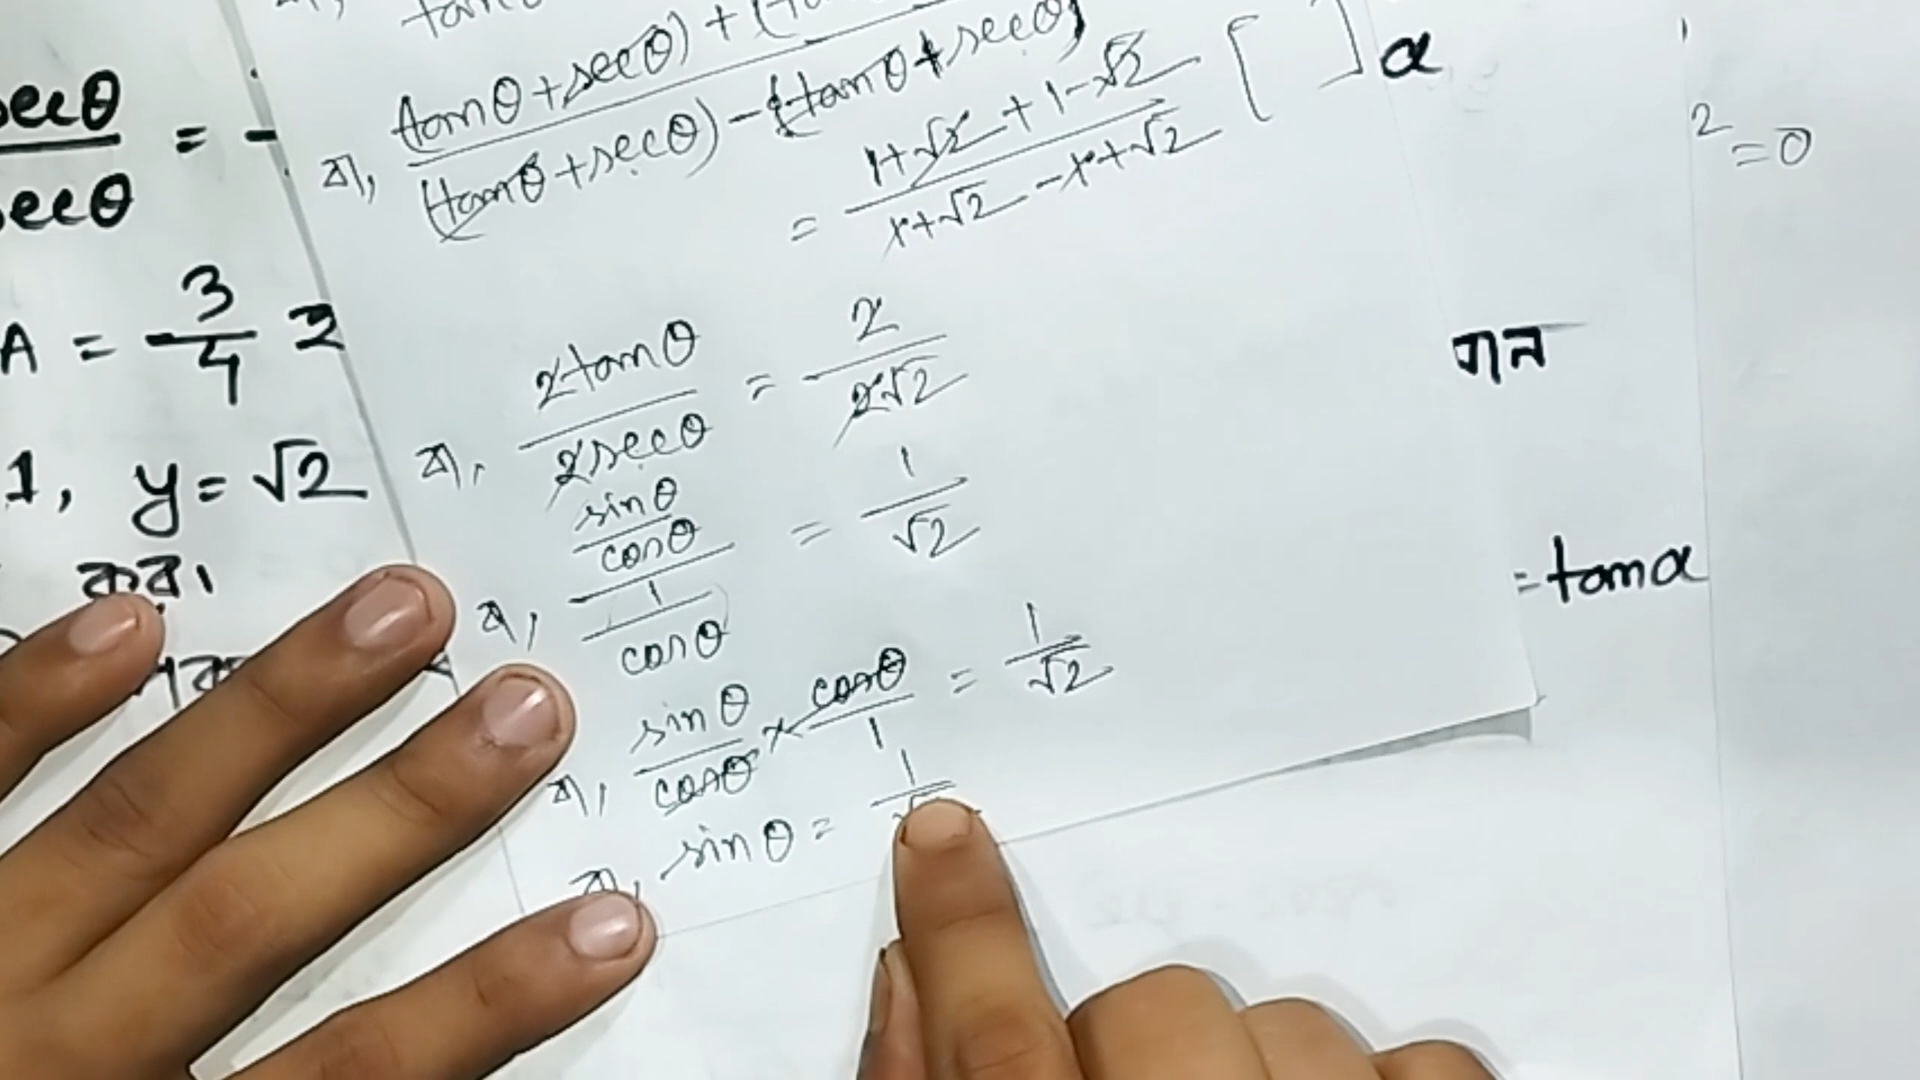 secθ / secθ = -
A = 3/4 2
1, y = √2
কর।
tanθ
বা, (tanθ+secθ) + (tan / (tanθ+secθ) - (tanθ+secθ)
= 1+√2+1-√2 / 1+√2-1+√2 [ ] α
বা, 2tanθ / 2secθ = 2 / 2√2
বা, sinθ/cosθ / 1/cosθ = 1/√2
বা, sinθ/cosθ × cosθ/1 = 1/√2
বা, sinθ = 1/
2 = 0
মান
= tanα